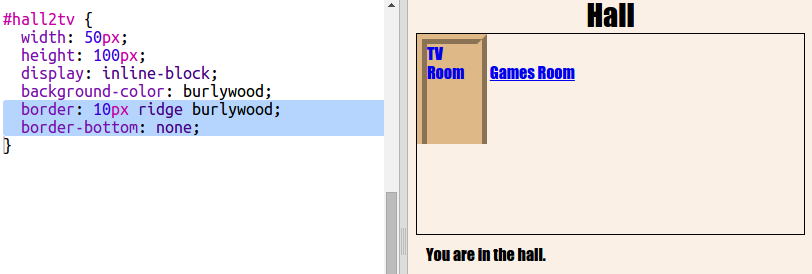 #hall2tv {
width: 50px;
height: 100px;
display: inline-block;
background-color: burlywood;
border: 10px ridge burlywood;
border-bottom: none;
}
Hall
TV
Room Games Room
You are in the hall.